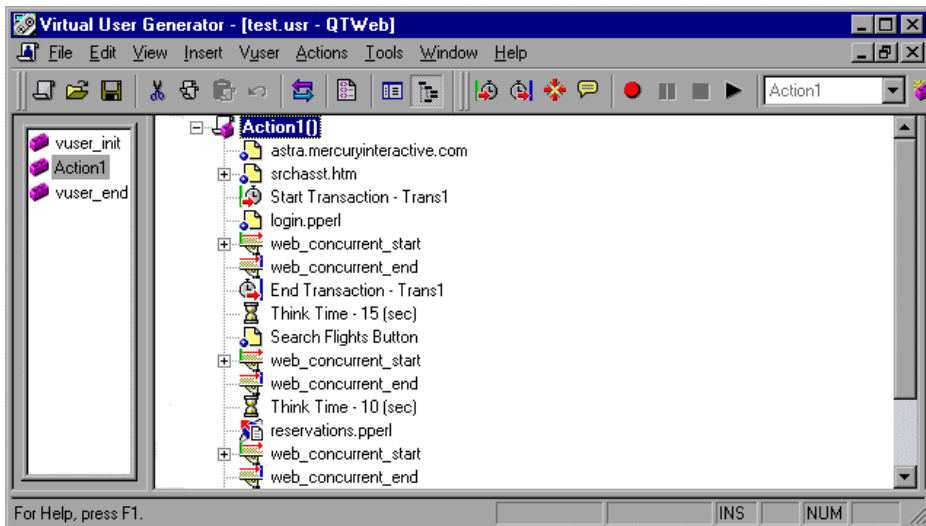 Virtual User Generator - [test.usr - QTWeb]
File Edit View Insert Vuser Actions Tools Window Help
Action1
vuser_init
Action1
vuser_end
Action1()
astra.mercuryinteractive.com
srchasst.htm
Start Transaction - Trans1
login.pperl
web_concurrent_start
web_concurrent_end
End Transaction - Trans1
Think Time - 15 (sec)
Search Flights Button
web_concurrent_start
web_concurrent_end
Think Time - 10 (sec)
reservations.pperl
web_concurrent_start
web_concurrent_end
For Help, press F1.
INS
NUM